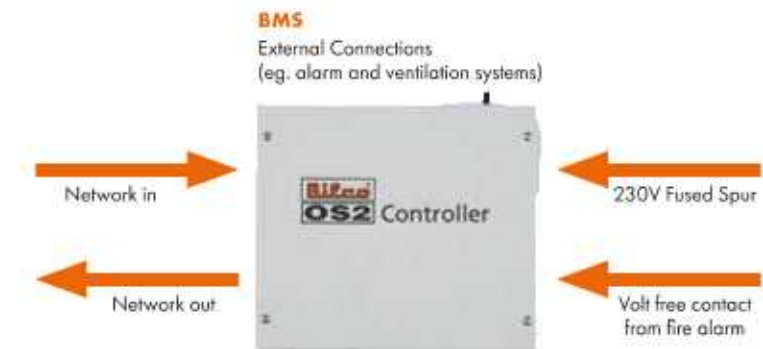 BMS
External Connections
(eg. alarm and ventilation systems)
Network in
230V Fused Spur
Bilco
OS2 Controller
Network out
Volt free contact
from fire alarm